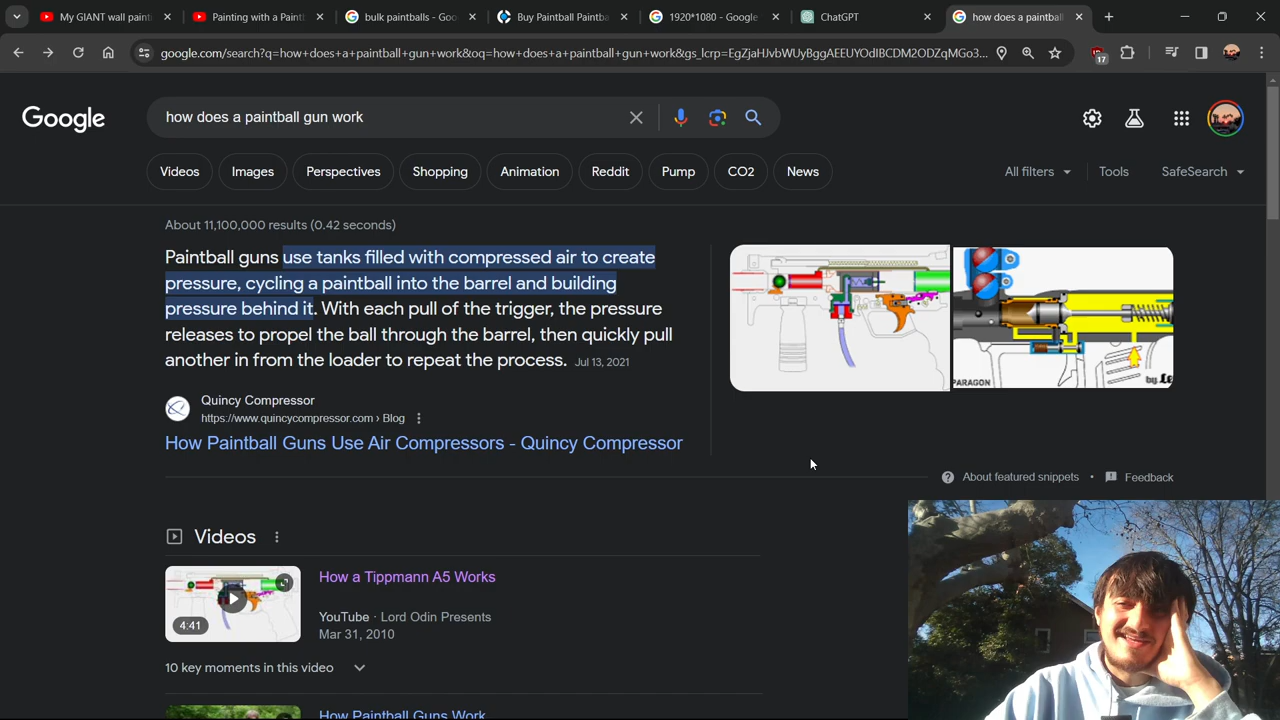 My GIANT wall paint
Painting with a Paint
bulk paintballs - Goo
Buy Paintball Paintba
1920*1080 - Google
ChatGPT
how does a paintball
google.com/search?q=how+does+a+paintball+gun+work&oq=how+does+a+paintball+gun+work&gs_lcrp=EgZjaHJvbWUyBggAEEUYOdIBCDM2ODZqMGo3...
17
Google
how does a paintball gun work
Videos
Images
Perspectives
Shopping
Animation
Reddit
Pump
CO2
News
All filters
Tools
SafeSearch
About 11,100,000 results (0.42 seconds)
Paintball guns use tanks filled with compressed air to create
pressure, cycling a paintball into the barrel and building
pressure behind it. With each pull of the trigger, the pressure
releases to propel the ball through the barrel, then quickly pull
another in from the loader to repeat the process. Jul 13, 2021
PARAGON
Quincy Compressor
https://www.quincycompressor.com › Blog
How Paintball Guns Use Air Compressors - Quincy Compressor
About featured snippets • Feedback
Videos
How a Tippmann A5 Works
YouTube · Lord Odin Presents
Mar 31, 2010
4:41
10 key moments in this video
How Paintball Guns Work